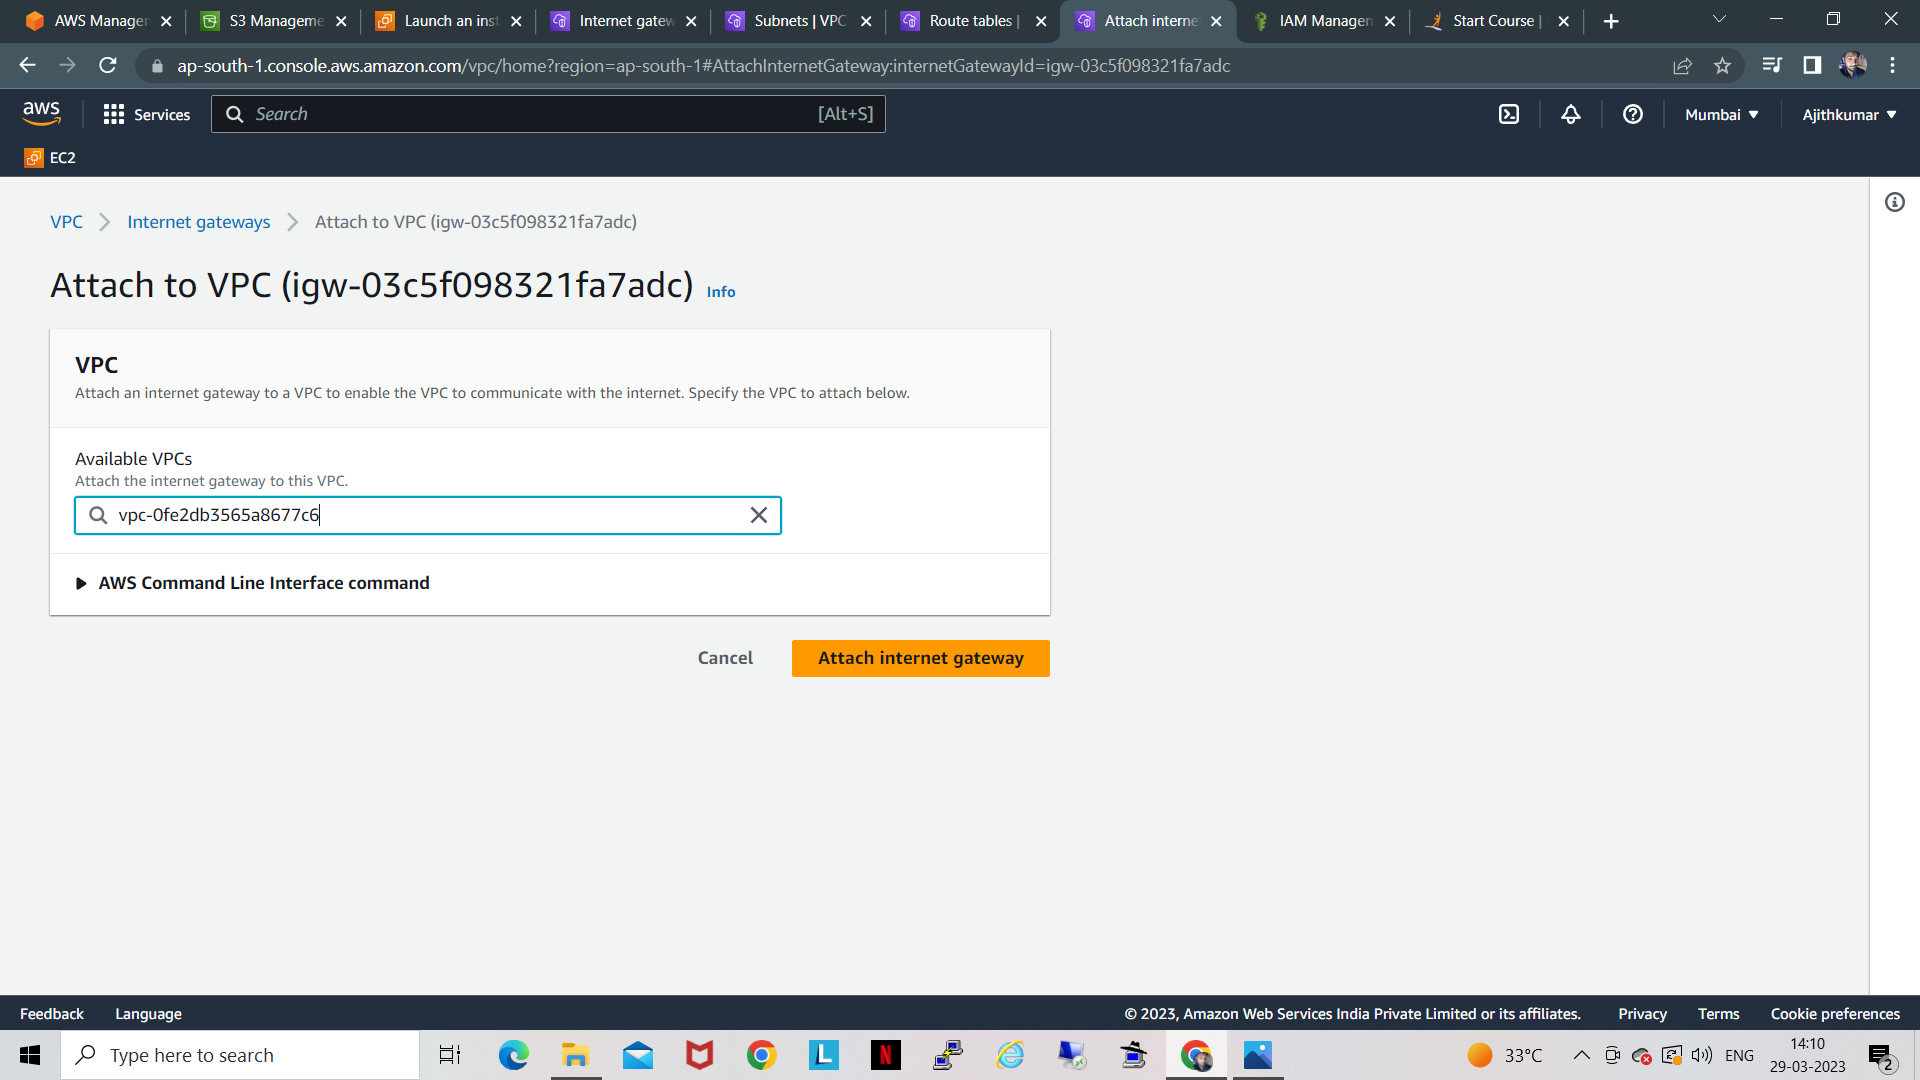 AWS Manager
S3 Manageme
Launch an inst
Internet gatew
Subnets | VPC
Route tables |
Attach interne
IAM Managem
Start Course |
ap-south-1.console.aws.amazon.com/vpc/home?region=ap-south-1#AttachInternetGateway:internetGatewayId=igw-03c5f098321fa7adc
aws
Services
Search
[Alt+S]
Mumbai
Ajithkumar
EC2
VPC
Internet gateways
Attach to VPC (igw-03c5f098321fa7adc)
Attach to VPC (igw-03c5f098321fa7adc) Info
VPC
Attach an internet gateway to a VPC to enable the VPC to communicate with the internet. Specify the VPC to attach below.
Available VPCs
Attach the internet gateway to this VPC.
vpc-0fe2db3565a8677c6
AWS Command Line Interface command
Cancel
Attach internet gateway
Feedback
Language
© 2023, Amazon Web Services India Private Limited or its affiliates.
Privacy
Terms
Cookie preferences
Type here to search
L
N
33°C
ENG
14:10
29-03-2023
2